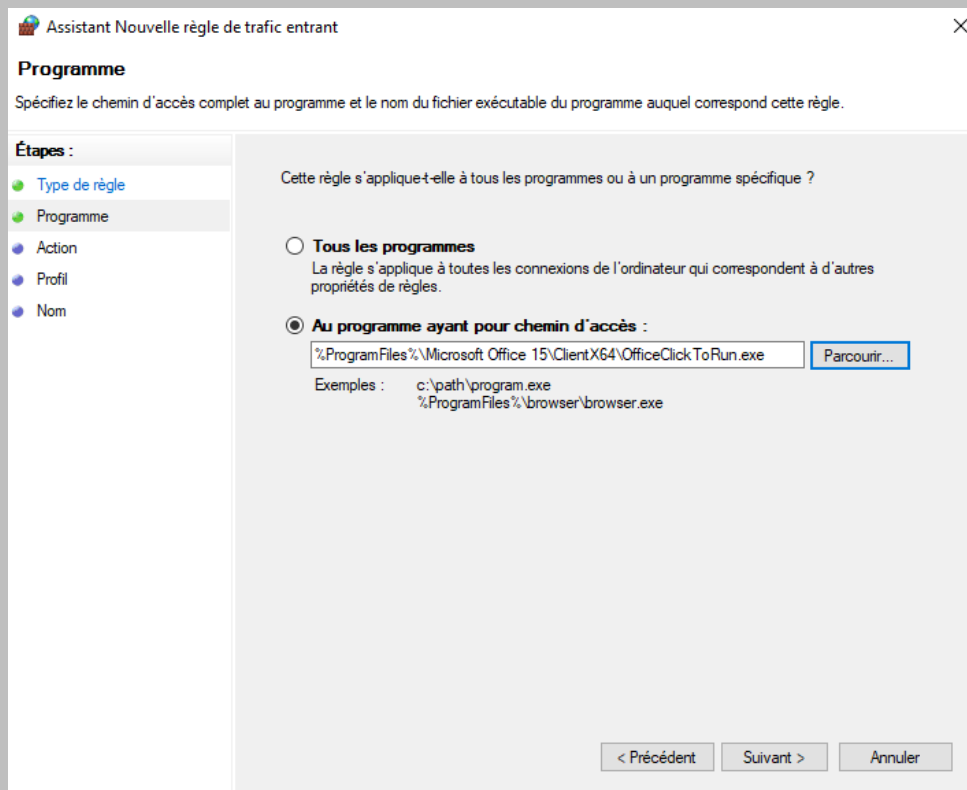 Assistant Nouvelle règle de trafic entrant
Programme
Spécifiez le chemin d'accès complet au programme et le nom du fichier exécutable du programme auquel correspond cette règle.
Étapes :
Type de règle
Programme
Action
Profil
Nom
Cette règle s'applique-t-elle à tous les programmes ou à un programme spécifique ?
Tous les programmes
La règle s'applique à toutes les connexions de l'ordinateur qui correspondent à d'autres
propriétés de règles.
Au programme ayant pour chemin d'accès :
%ProgramFiles%\Microsoft Office 15\ClientX64\OfficeClickToRun.exe
Parcourir...
Exemples : c:\path\program.exe
%ProgramFiles%\browser\browser.exe
< Précédent Suivant > Annuler